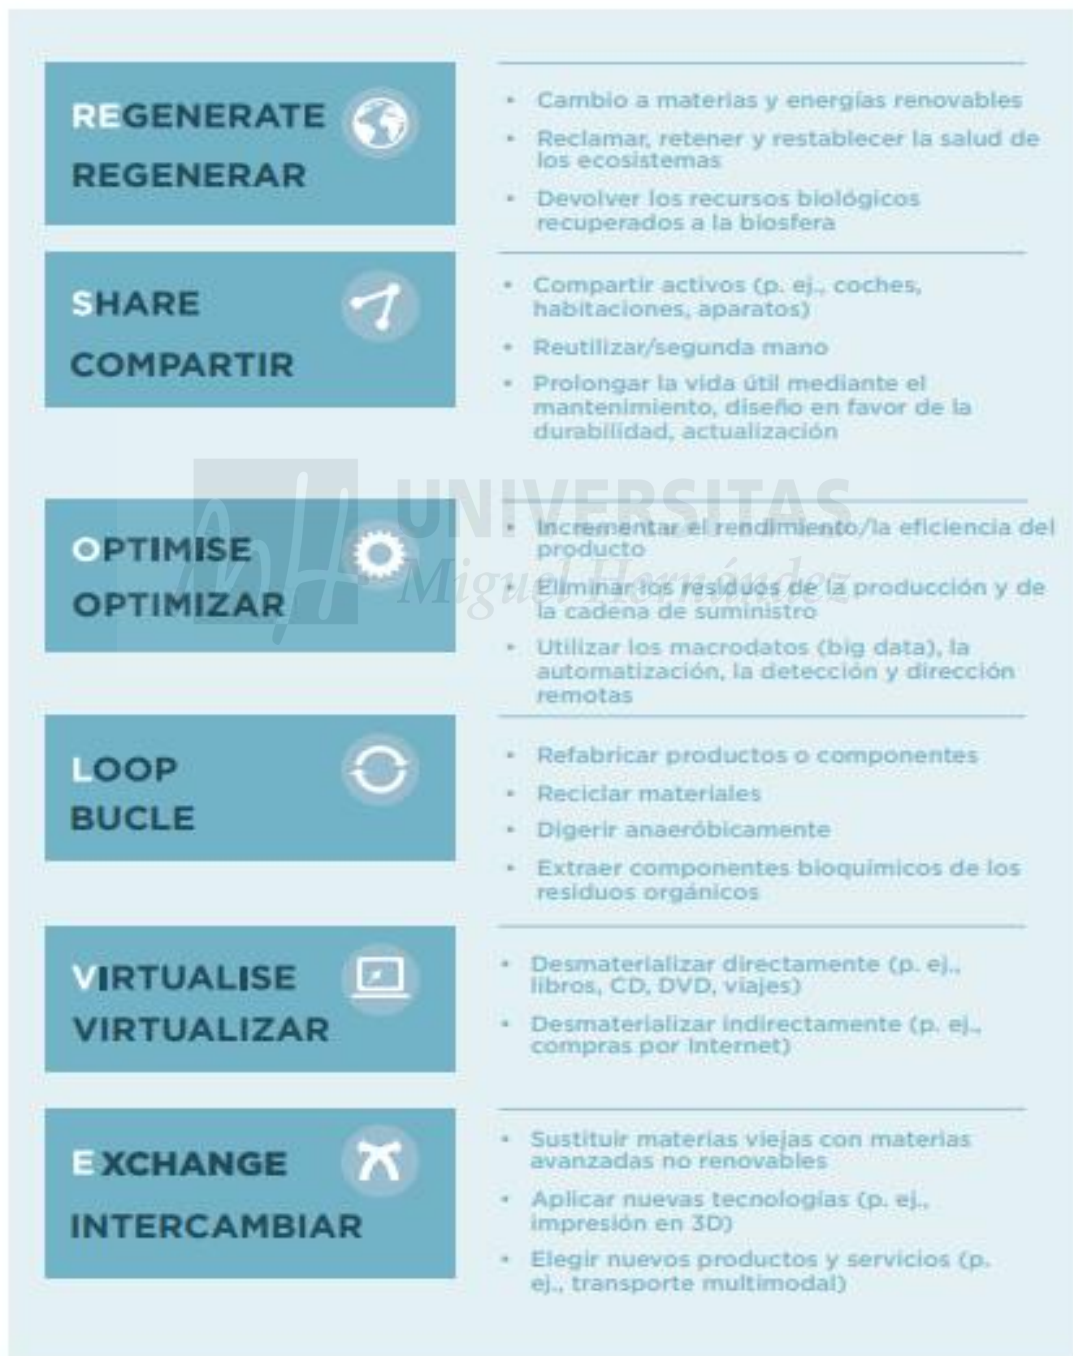 REGENERATE
REGENERAR
• Cambio a materias y energías renovables
• Reclamar, retener y restablecer la salud de
los ecosistemas
• Devolver los recursos biológicos
recuperados a la biosfera
SHARE
COMPARTIR
• Compartir activos (p. ej., coches,
habitaciones, aparatos)
• Reutilizar/segunda mano
• Prolongar la vida útil mediante el
mantenimiento, diseño en favor de la
durabilidad, actualización
UNIVERSITAS
Miguel Hernández
OPTIMISE
OPTIMIZAR
• Incrementar el rendimiento/la eficiencia del
producto
• Eliminar los residuos de la producción y de
la cadena de suministro
• Utilizar los macrodatos (big data), la
automatización, la detección y dirección
remotas
LOOP
BUCLE
• Refabricar productos o componentes
• Reciclar materiales
• Digerir anaeróbicamente
• Extraer componentes bioquímicos de los
residuos orgánicos
VIRTUALISE
VIRTUALIZAR
• Desmaterializar directamente (p. ej.,
libros, CD, DVD, viajes)
• Desmaterializar indirectamente (p. ej.,
compras por Internet)
EXCHANGE
INTERCAMBIAR
• Sustituir materias viejas con materias
avanzadas no renovables
• Aplicar nuevas tecnologías (p. ej.,
impresión en 3D)
• Elegir nuevos productos y servicios (p.
ej., transporte multimodal)